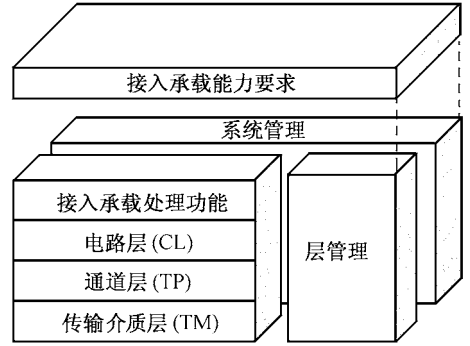 接入承载能力要求
系统管理
接入承载处理功能
电路层(CL)
通道层(TP)
传输介质层(TM)
层管理